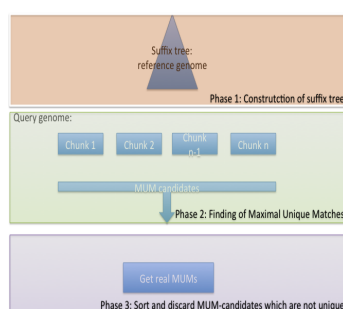 Suffix tree:
reference genome
Phase 1: Construtction of suffix tree
Query genome:
Chunk 1
Chunk 2
Chunk
n-1
Chunk n
MUM candidates
Phase 2: Finding of Maximal Unique Matches
Get real MUMs
Phase 3: Sort and discard MUM-candidates which are not unique